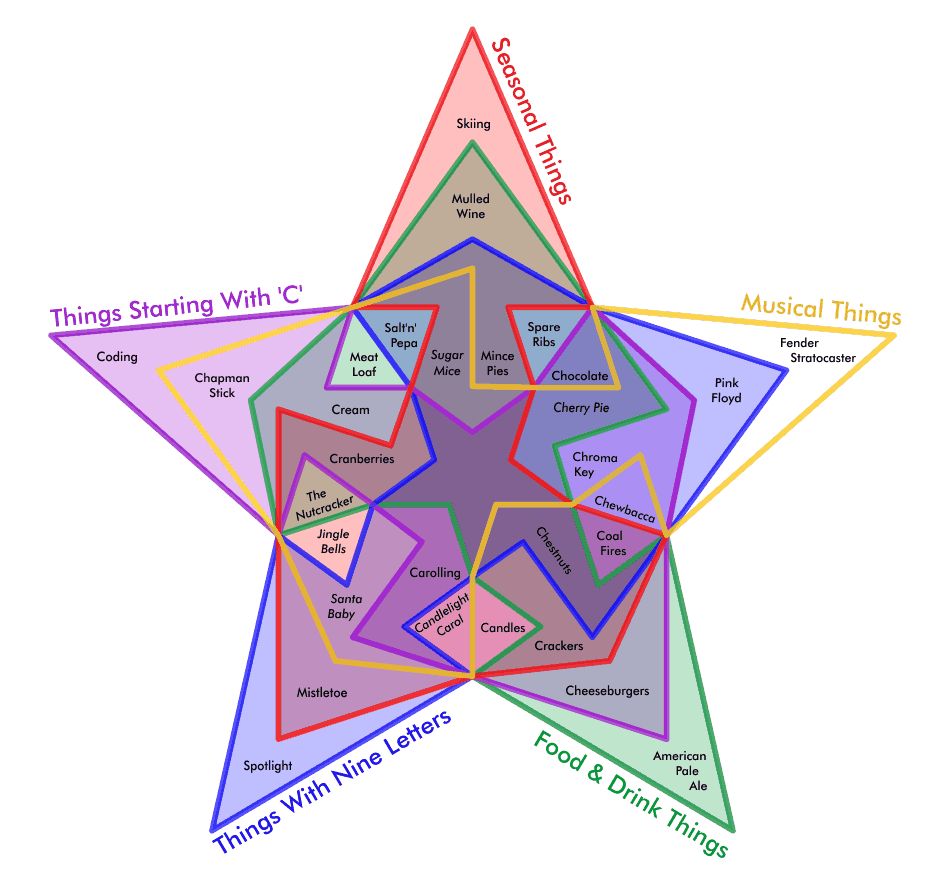 Seasonal Things
Skiing
Mulled
Wine
Things Starting With 'C'
Musical Things
Coding
Chapman
Stick
Salt'n'
Pepa
Meat
Loaf
Sugar
Mice
Mince
Pies
Spare
Ribs
Chocolate
Fender
Stratocaster
Pink
Floyd
Cream
Cherry Pie
Cranberries
Chroma
Key
The
Nutcracker
Chewbacca
Jingle
Bells
Coal
Fires
Chestnuts
Carolling
Santa
Baby
Candlelight
Carol
Candles
Crackers
Mistletoe
Cheeseburgers
Spotlight
American
Pale
Ale
Things With Nine Letters
Food & Drink Things